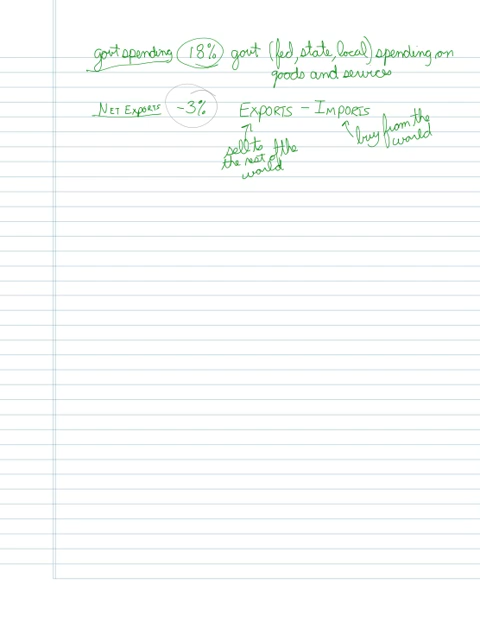 govt spending 18% govt (fed, state, local) spending on
goods and services
NET EXPORTS -3% EXPORTS - IMPORTS
sell to the
the rest of
world
buy from the
world